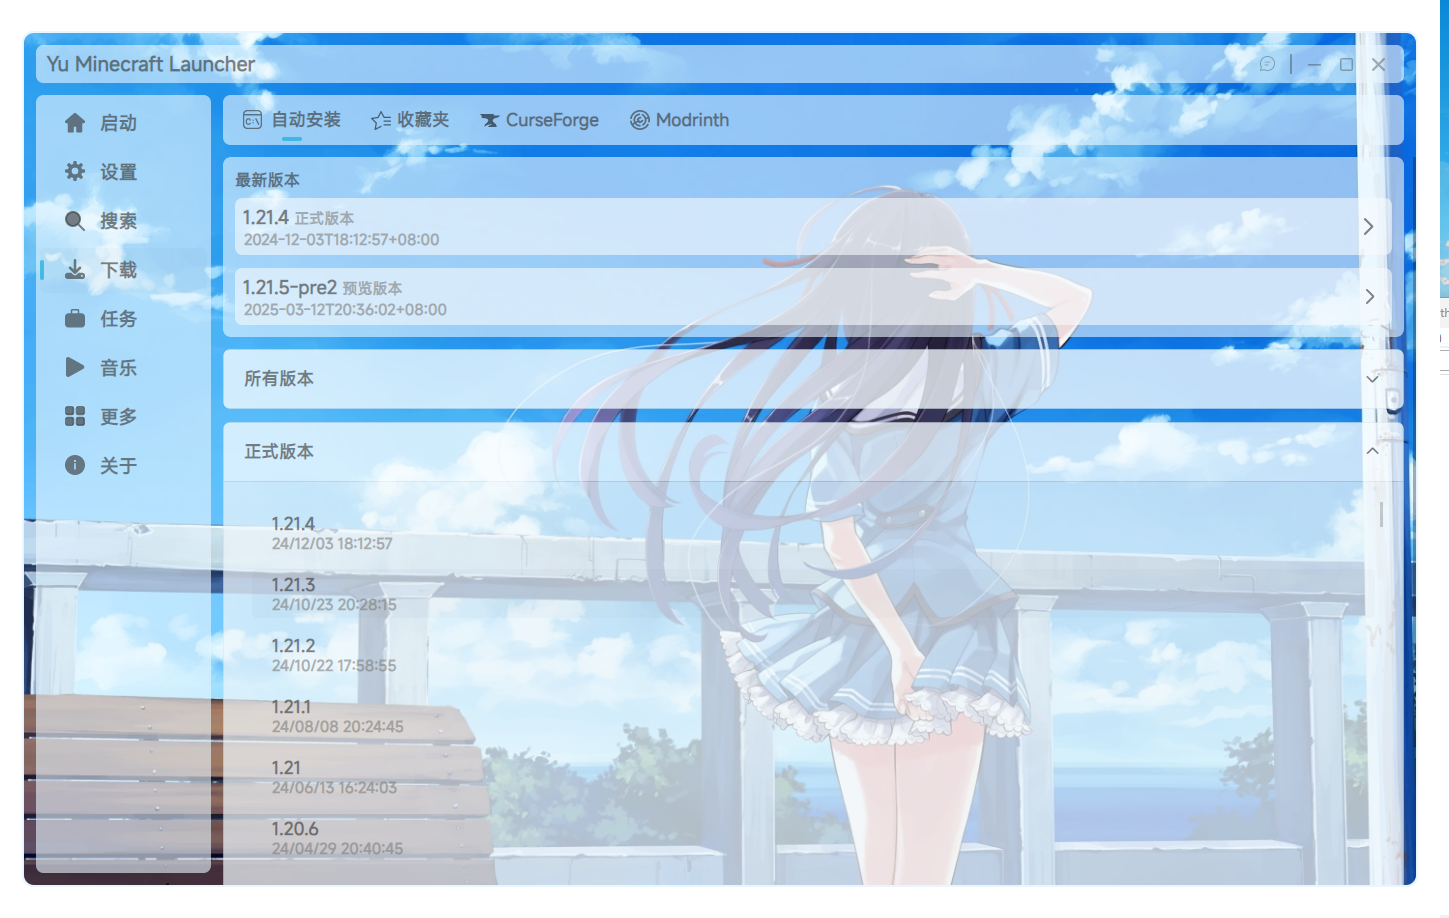 Yu Minecraft Launcher
启动
设置
搜索
下载
任务
音乐
更多
关于
自动安装 收藏夹 CurseForge Modrinth
最新版本
1.21.4 正式版本
2024-12-03T18:12:57+08:00
1.21.5-pre2 预览版本
2025-03-12T20:36:02+08:00
所有版本
正式版本
1.21.4
24/12/03 18:12:57
1.21.3
24/10/23 20:28:15
1.21.2
24/10/22 17:58:55
1.21.1
24/08/08 20:24:45
1.21
24/06/13 16:24:03
1.20.6
24/04/29 20:40:45